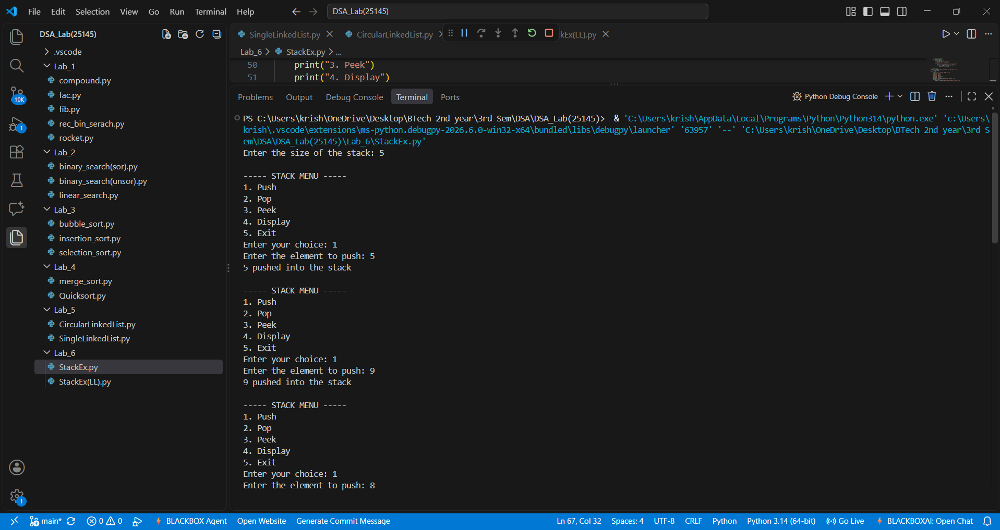 File Edit Selection View Go Run Terminal Help
DSA_Lab(25145)
DSA_Lab(25145)
.vscode
Lab_1
compound.py
fac.py
fib.py
rec_bin_serach.py
rocket.py
Lab_2
binary_search(sor).py
binary_search(unsor).py
linear_search.py
Lab_3
bubble_sort.py
insertion_sort.py
selection_sort.py
Lab_4
merge_sort.py
Quicksort.py
Lab_5
CircularLinkedList.py
SingleLinkedList.py
Lab_6
StackEx.py
StackEx(LL).py
10K
1
1
SingleLinkedList.py CircularLinkedList.py kEx(LL).py
Lab_6 > StackEx.py > ...
50 print("3. Peek")
51 print("4. Display")
Problems Output Debug Console Terminal Ports
Python Debug Console
PS C:\Users\krish\OneDrive\Desktop\BTech 2nd year\3rd Sem\DSA\DSA_Lab(25145)> & 'C:\Users\krish\AppData\Local\Programs\Python\Python314\python.exe' 'c:\Users\
krish\.vscode\extensions\ms-python.debugpy-2026.6.0-win32-x64\bundled\libs\debugpy\launcher' '63957' '--' 'C:\Users\krish\OneDrive\Desktop\BTech 2nd year\3rd S
em\DSA\DSA_Lab(25145)\Lab_6\StackEx.py'
Enter the size of the stack: 5
----- STACK MENU -----
1. Push
2. Pop
3. Peek
4. Display
5. Exit
Enter your choice: 1
Enter the element to push: 5
5 pushed into the stack
----- STACK MENU -----
1. Push
2. Pop
3. Peek
4. Display
5. Exit
Enter your choice: 1
Enter the element to push: 9
9 pushed into the stack
----- STACK MENU -----
1. Push
2. Pop
3. Peek
4. Display
5. Exit
Enter your choice: 1
Enter the element to push: 8
main* 0 0 BLACKBOX Agent Open Website Generate Commit Message Ln 67, Col 32 Spaces: 4 UTF-8 CRLF Python Python 3.14 (64-bit) Go Live BLACKBOXAI: Open Chat